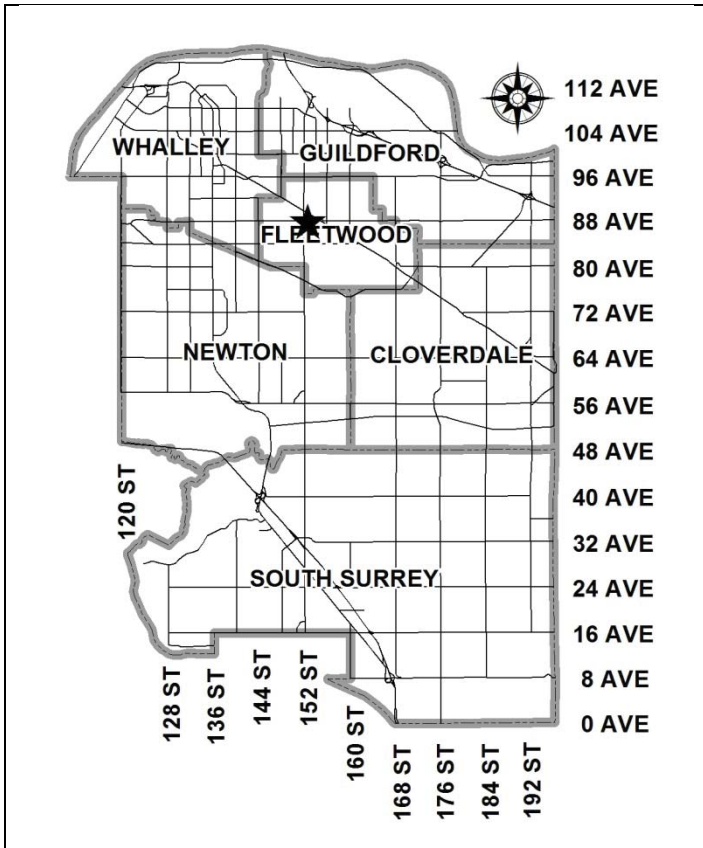 112 AVE
104 AVE
WHALLEY
GUILDFORD
96 AVE
88 AVE
FLEETWOOD
80 AVE
72 AVE
NEWTON
CLOVERDALE
64 AVE
56 AVE
48 AVE
120 ST
40 AVE
32 AVE
SOUTH SURREY
24 AVE
16 AVE
8 AVE
0 AVE
128 ST
136 ST
144 ST
152 ST
160 ST
168 ST
176 ST
184 ST
192 ST